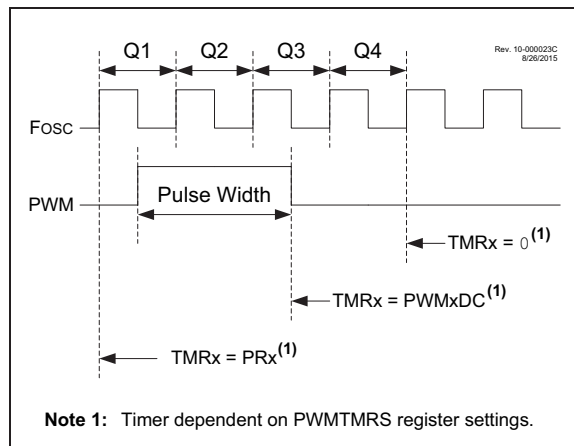 Q1 Q2 Q3 Q4
Rev. 10-000023C
8/26/2015
FOSC
PWM
Pulse Width
TMRx = 0(1)
TMRx = PWMxDC(1)
TMRx = PRx(1)
Note 1: Timer dependent on PWMTMRS register settings.